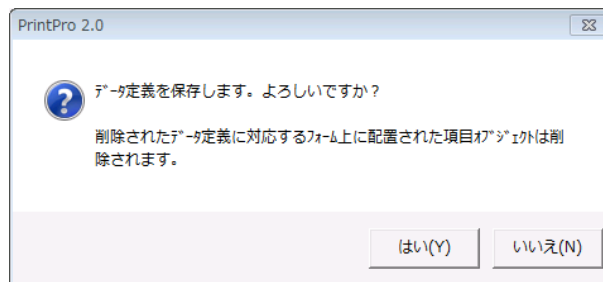 PrintPro 2.0
ﾃﾞｰﾀ定義を保存します。よろしいですか？
削除されたﾃﾞｰﾀ定義に対応するﾌｫｰﾑ上に配置された項目ｵﾌﾞｼﾞｪｸﾄは削
除されます。
はい(Y)
いいえ(N)